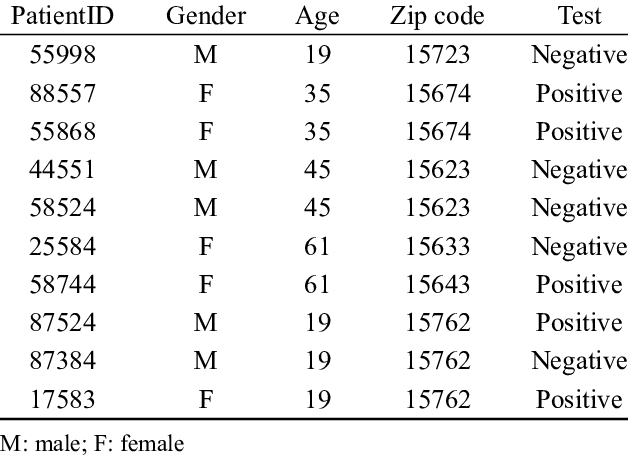 PatientID Gender Age Zip code Test
55998 M 19 15723 Negative
88557 F 35 15674 Positive
55868 F 35 15674 Positive
44551 M 45 15623 Negative
58524 M 45 15623 Negative
25584 F 61 15633 Negative
58744 F 61 15643 Positive
87524 M 19 15762 Positive
87384 M 19 15762 Negative
17583 F 19 15762 Positive
M: male; F: female